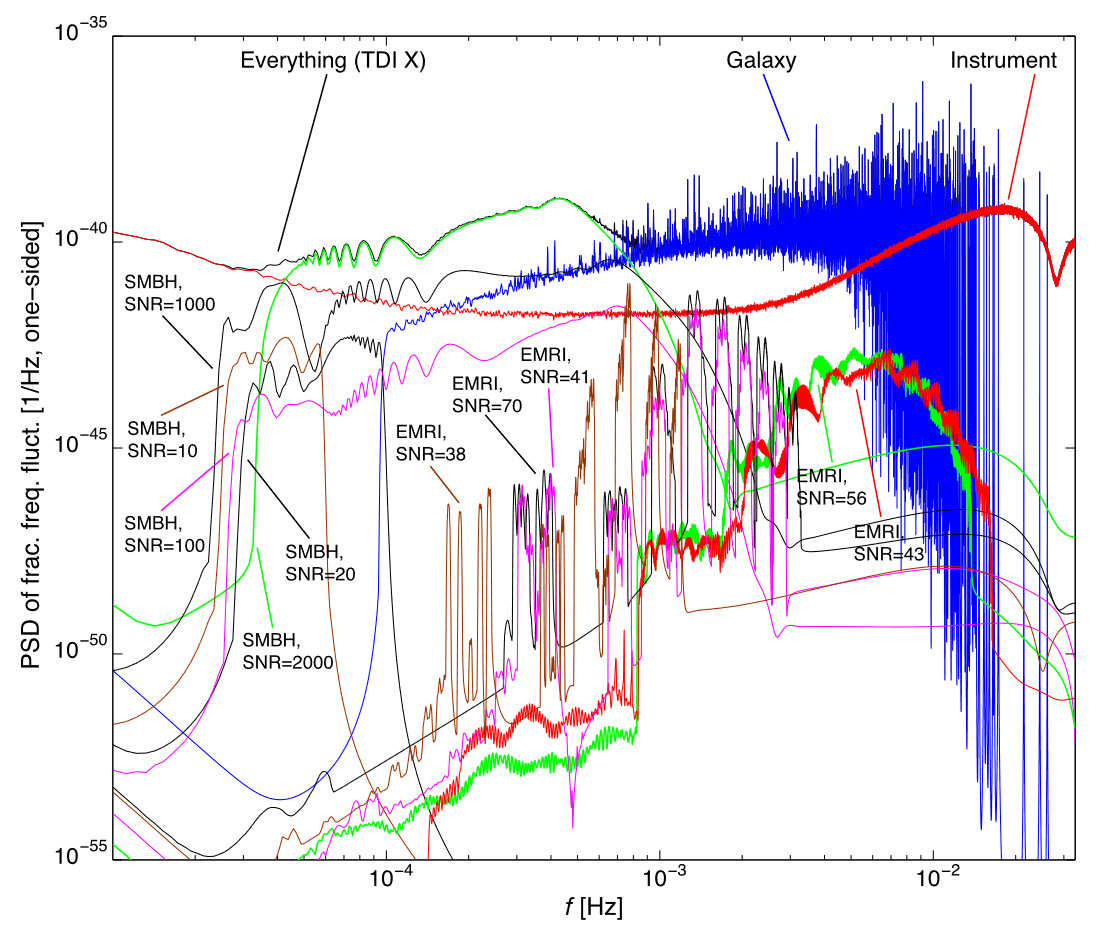 10−35
Everything (TDI X)
Galaxy
Instrument
10−40
SMBH,
SNR=1000
EMRI,
SNR=41
EMRI,
SNR=70
SMBH,
SNR=10
EMRI,
SNR=38
10−45
EMRI,
SNR=56
SMBH,
SNR=100
EMRI,
SNR=43
SMBH,
SNR=20
SMBH,
SNR=2000
10−50
10−55
10−4
10−3
10−2
f [Hz]
PSD of frac. freq. fluct. [1/Hz, one−sided]